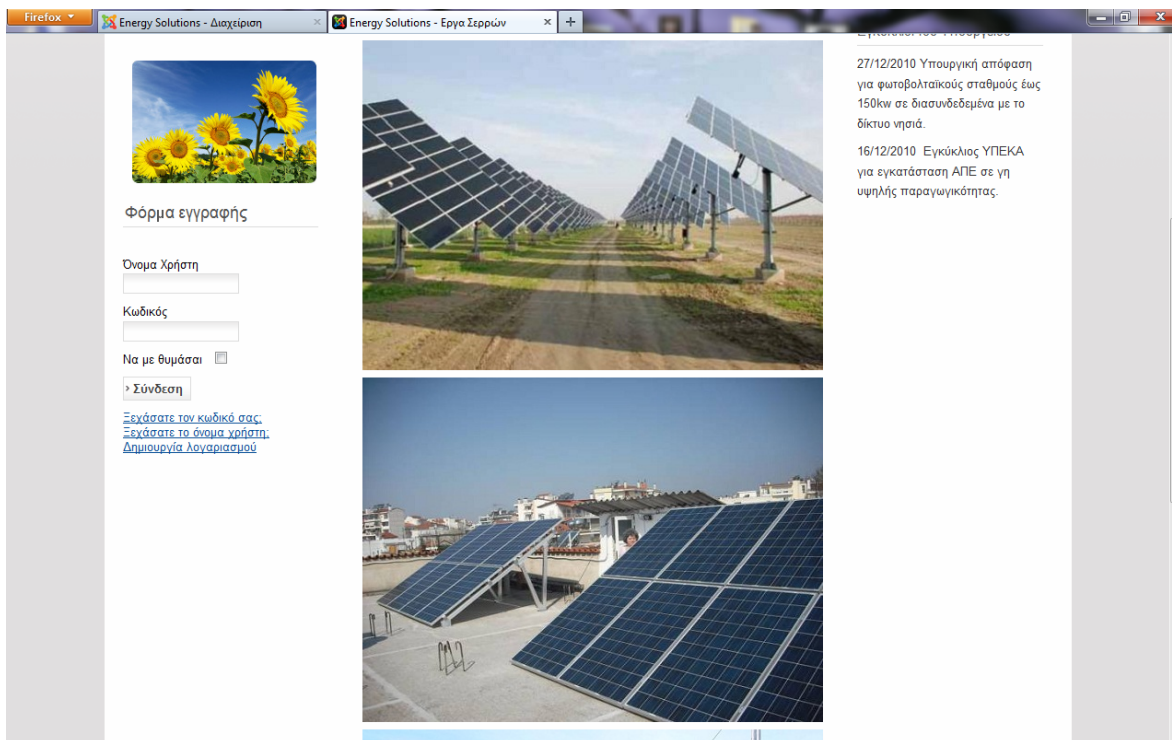 Firefox
Energy Solutions - Διαχείριση
Energy Solutions - Εργα Σερρών
Φόρμα εγγραφής
Όνομα Χρήστη
Κωδικός
Να με θυμάσαι
Σύνδεση
Ξεχάσατε τον κωδικό σας;
Ξεχάσατε το όνομα χρήστη;
Δημιουργία λογαριασμού
27/12/2010 Υπουργική απόφαση
για φωτοβολταϊκούς σταθμούς έως
150kw σε διασυνδεδεμένα με το
δίκτυο νησιά.
16/12/2010 Εγκύκλιος ΥΠΕΚΑ
για εγκατάσταση ΑΠΕ σε γη
υψηλής παραγωγικότητας.